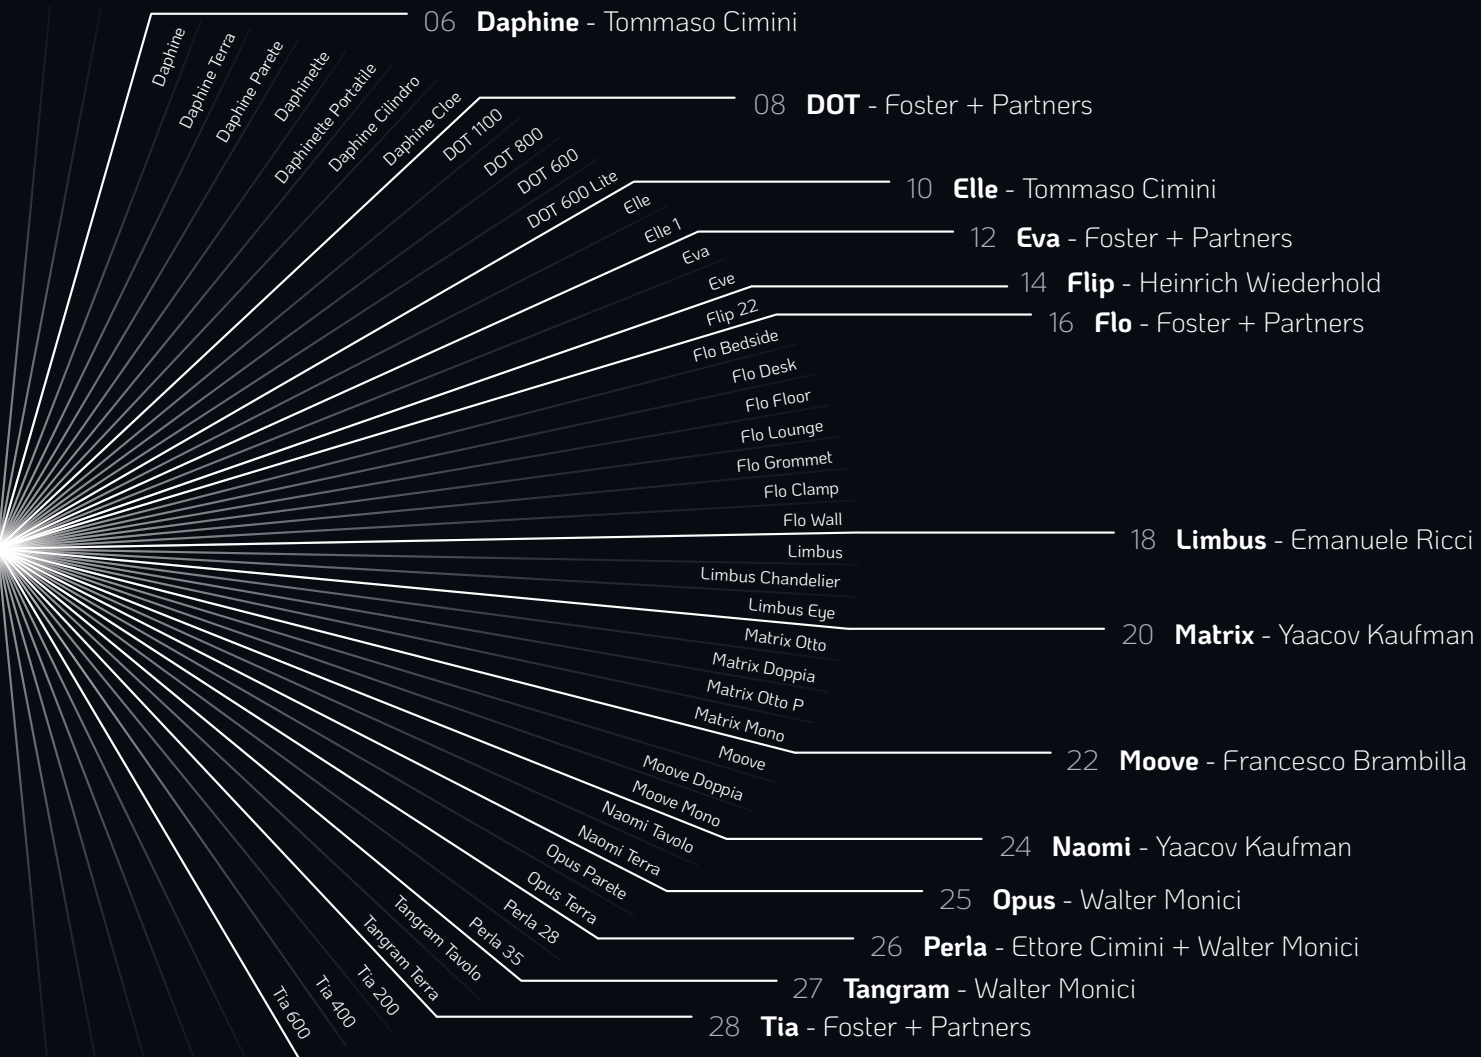 06 Daphine - Tommaso Cimini
Daphine
Daphine Terra
Daphine Parete
Daphinette
Daphinette Portatile
Daphine Cilindro
Daphine Cloe
08 DOT - Foster + Partners
DOT 1100
DOT 800
DOT 600
DOT 600 Lite
10 Elle - Tommaso Cimini
Elle
Elle 1
12 Eva - Foster + Partners
Eva
Eve
14 Flip - Heinrich Wiederhold
Flip 22
16 Flo - Foster + Partners
Flo Bedside
Flo Desk
Flo Floor
Flo Lounge
Flo Grommet
Flo Clamp
Flo Wall
18 Limbus - Emanuele Ricci
Limbus
Limbus Chandelier
Limbus Eye
20 Matrix - Yaacov Kaufman
Matrix Otto
Matrix Doppia
Matrix Otto P
Matrix Mono
22 Moove - Francesco Brambilla
Moove
Moove Doppia
Moove Mono
24 Naomi - Yaacov Kaufman
Naomi Tavolo
Naomi Terra
25 Opus - Walter Monici
Opus Parete
Opus Terra
26 Perla - Ettore Cimini + Walter Monici
Perla 28
Perla 35
27 Tangram - Walter Monici
Tangram Tavolo
Tangram Terra
28 Tia - Foster + Partners
Tia 200
Tia 400
Tia 600